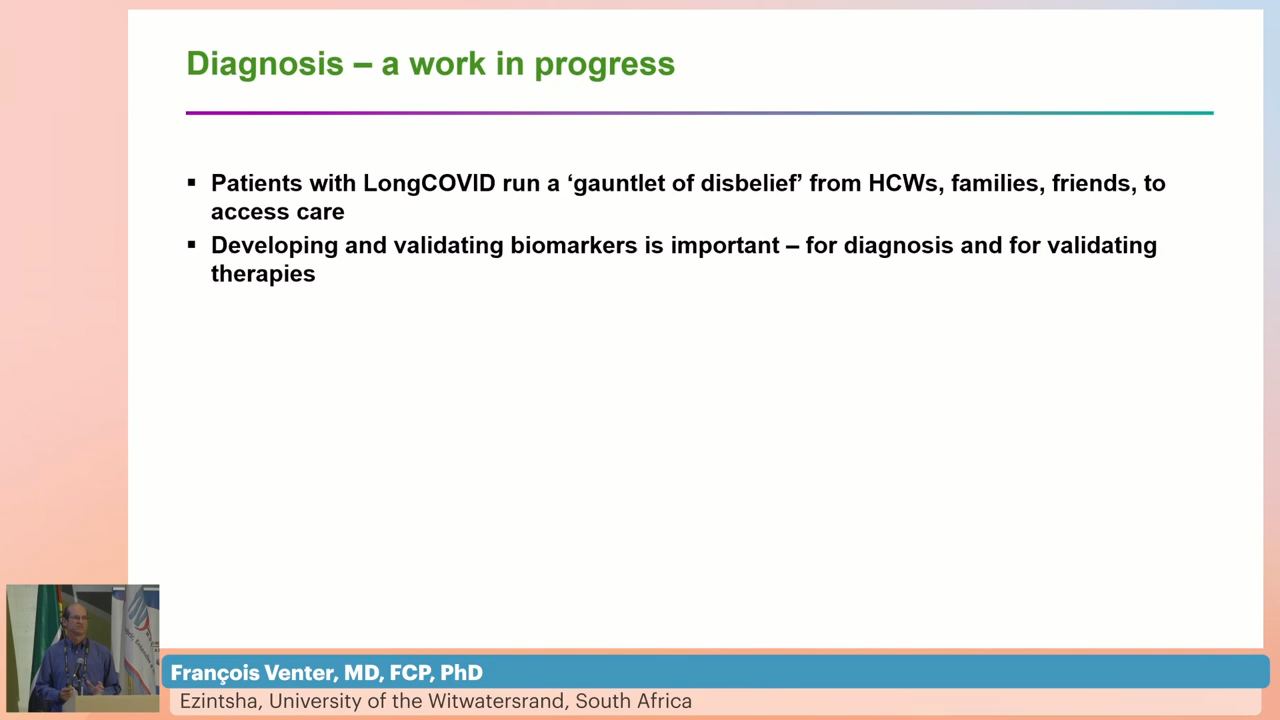 Diagnosis – a work in progress
▪ Patients with LongCOVID run a ‘gauntlet of disbelief’ from HCWs, families, friends, to
access care
▪ Developing and validating biomarkers is important – for diagnosis and for validating
therapies
François Venter, MD, FCP, PhD
Ezintsha, University of the Witwatersrand, South Africa